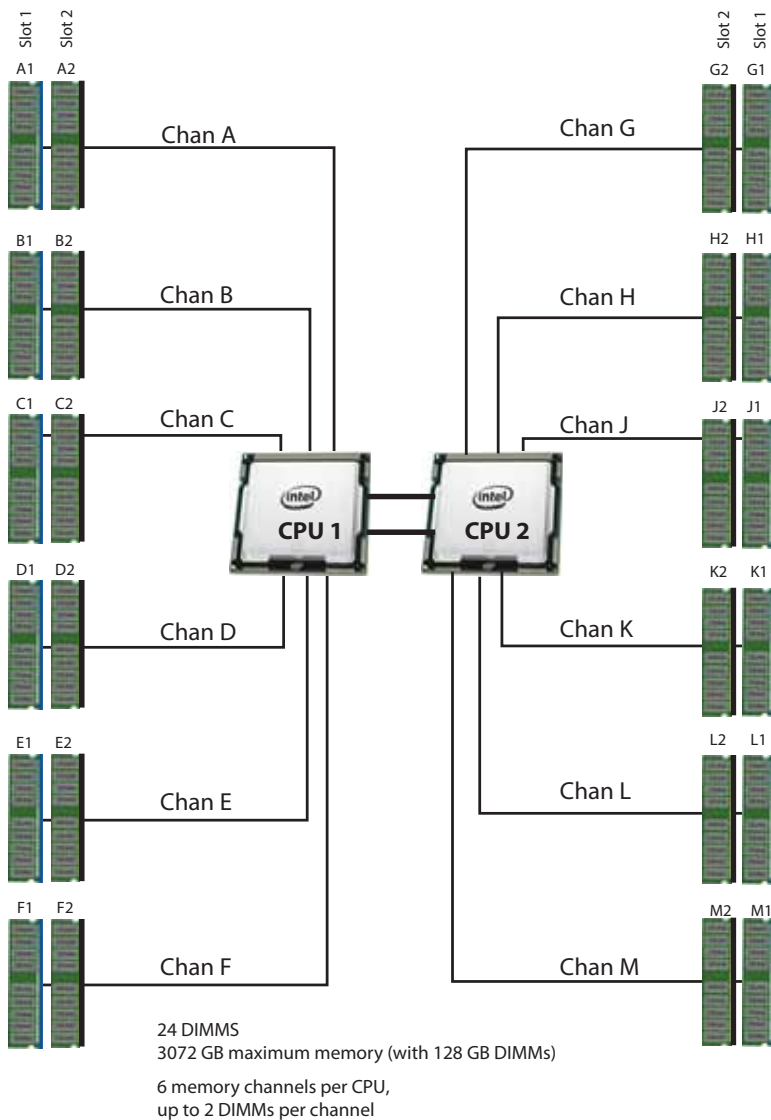 Slot 1
Slot 2
Slot 2
Slot 1
A1 A2
G2 G1
Chan A
Chan G
B1 B2
H2 H1
Chan B
Chan H
C1 C2
J2 J1
Chan C
Chan J
intel
CPU 1
intel
CPU 2
D1 D2
K2 K1
Chan D
Chan K
E1 E2
L2 L1
Chan E
Chan L
F1 F2
M2 M1
Chan F
Chan M
24 DIMMS
3072 GB maximum memory (with 128 GB DIMMs)
6 memory channels per CPU,
up to 2 DIMMs per channel